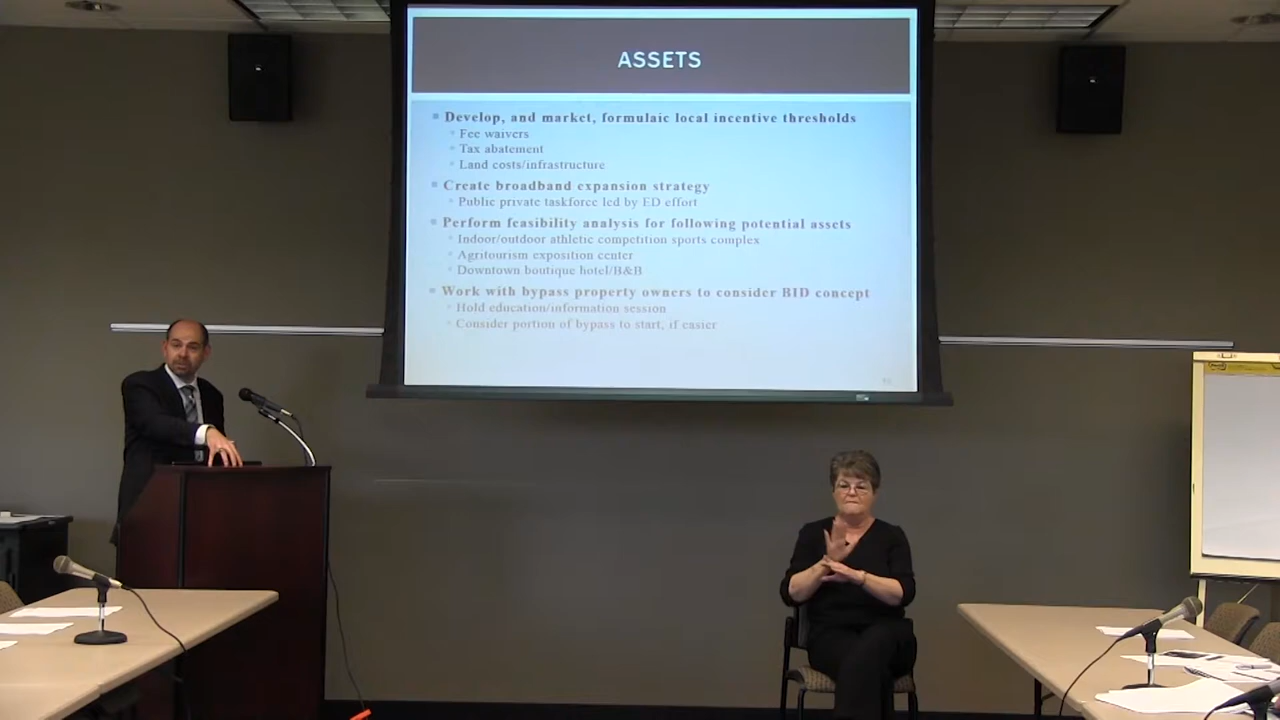 ASSETS
Develop, and market, formulaic local incentive thresholds
Fee waivers
Tax abatement
Land costs/infrastructure
Create broadband expansion strategy
Public private taskforce led by ED effort
Perform feasibility analysis for following potential assets
Indoor/outdoor athletic competition sports complex
Agritourism exposition center
Downtown boutique hotel/B&B
Work with bypass property owners to consider BID concept
Hold education/information session
Consider portion of bypass to start, if easier